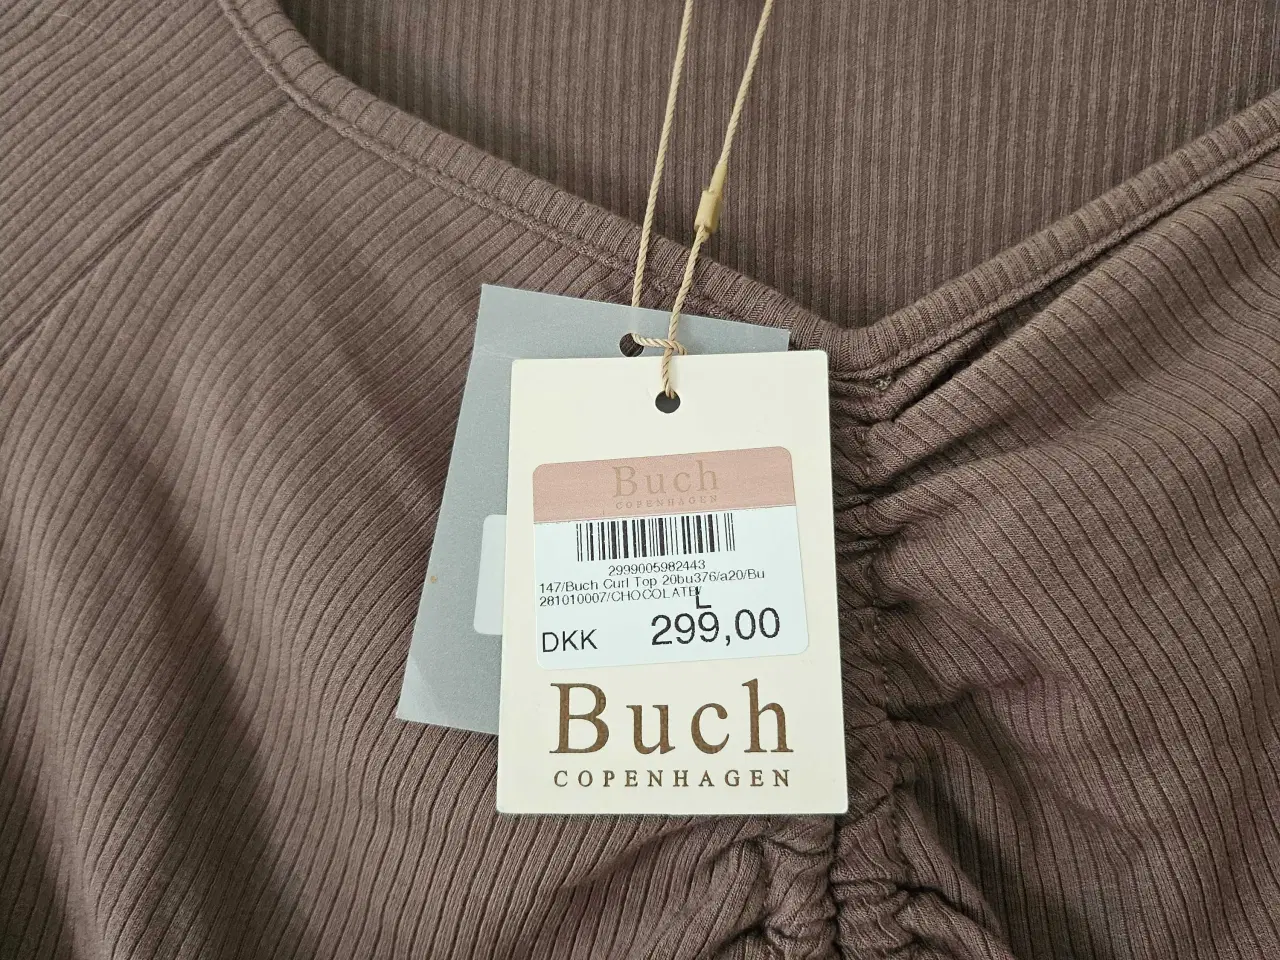 Buch
COPENHAGEN
2999005982443
147/Buch Curl Top 20bu376/a20/Bu
281010007/CHOCOLATE/
L
DKK 299,00
Buch
COPENHAGEN